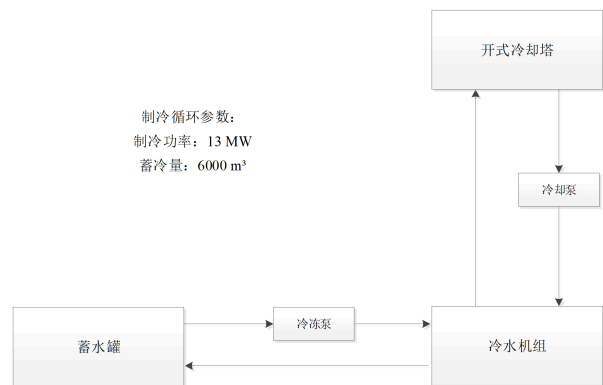 开式冷却塔
制冷循环参数：
制冷功率：13 MW
蓄冷量：6000 m³
冷却泵
冷冻泵
蓄水罐
冷水机组